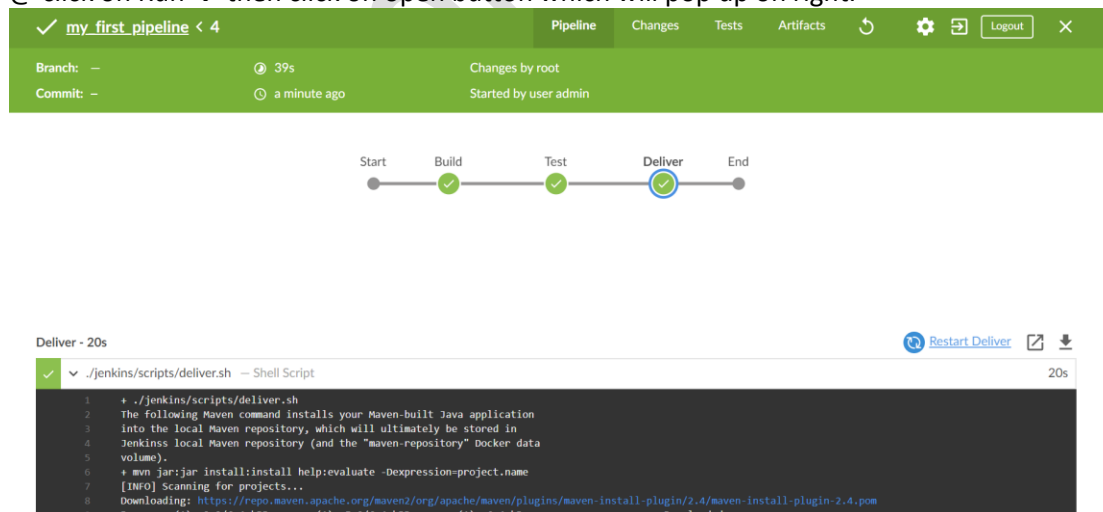 my_first_pipeline < 4
Pipeline Changes Tests Artifacts Logout
Branch: — 39s Changes by root
Commit: – a minute ago Started by user admin
Start Build Test Deliver End
Deliver - 20s Restart Deliver
./jenkins/scripts/deliver.sh — Shell Script 20s
1 + ./jenkins/scripts/deliver.sh
2 The following Maven command installs your Maven-built Java application
3 into the local Maven repository, which will ultimately be stored in
4 Jenkinss local Maven repository (and the "maven-repository" Docker data
5 volume).
6 + mvn jar:jar install:install help:evaluate -Dexpression=project.name
7 [INFO] Scanning for projects...
8 Downloading: https://repo.maven.apache.org/maven2/org/apache/maven/plugins/maven-install-plugin/2.4/maven-install-plugin-2.4.pom